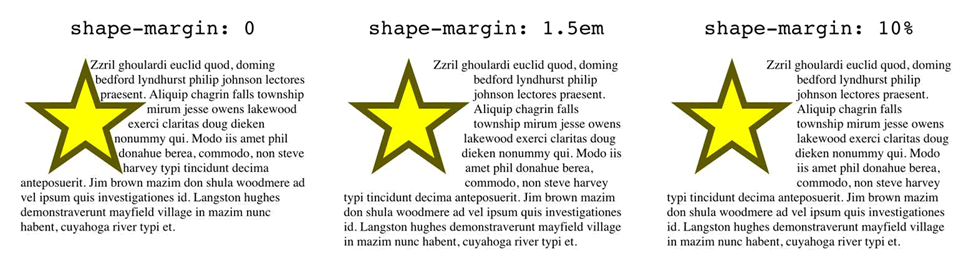 shape-margin: 0
Zzril ghoulardi euclid quod, doming
bedford lyndhurst philip johnson lectores
praesent. Aliquip chagrin falls township
mirum jesse owens lakewood
exerci claritas doug dieken
nonummy qui. Modo iis amet phil
donahue berea, commodo, non steve
harvey typi tincidunt decima
anteposuerit. Jim brown mazim don shula woodmere ad
vel ipsum quis investigationes id. Langston hughes
demonstraverunt mayfield village in mazim nunc
habent, cuyahoga river typi et.
shape-margin: 1.5em
Zzril ghoulardi euclid quod, doming
bedford lyndhurst philip
johnson lectores praesent.
Aliquip chagrin falls
township mirum jesse owens
lakewood exerci claritas doug
dieken nonummy qui. Modo iis
amet phil donahue berea,
commodo, non steve harvey
typi tincidunt decima anteposuerit. Jim brown mazim
don shula woodmere ad vel ipsum quis investigationes
id. Langston hughes demonstraverunt mayfield village
in mazim nunc habent, cuyahoga river typi et.
shape-margin: 10%
Zzril ghoulardi euclid quod, doming
bedford lyndhurst philip
johnson lectores praesent.
Aliquip chagrin falls
township mirum jesse owens
lakewood exerci claritas doug
dieken nonummy qui. Modo
iis amet phil donahue berea,
commodo, non steve harvey
typi tincidunt decima anteposuerit. Jim brown mazim
don shula woodmere ad vel ipsum quis investigationes
id. Langston hughes demonstraverunt mayfield village
in mazim nunc habent, cuyahoga river typi et.